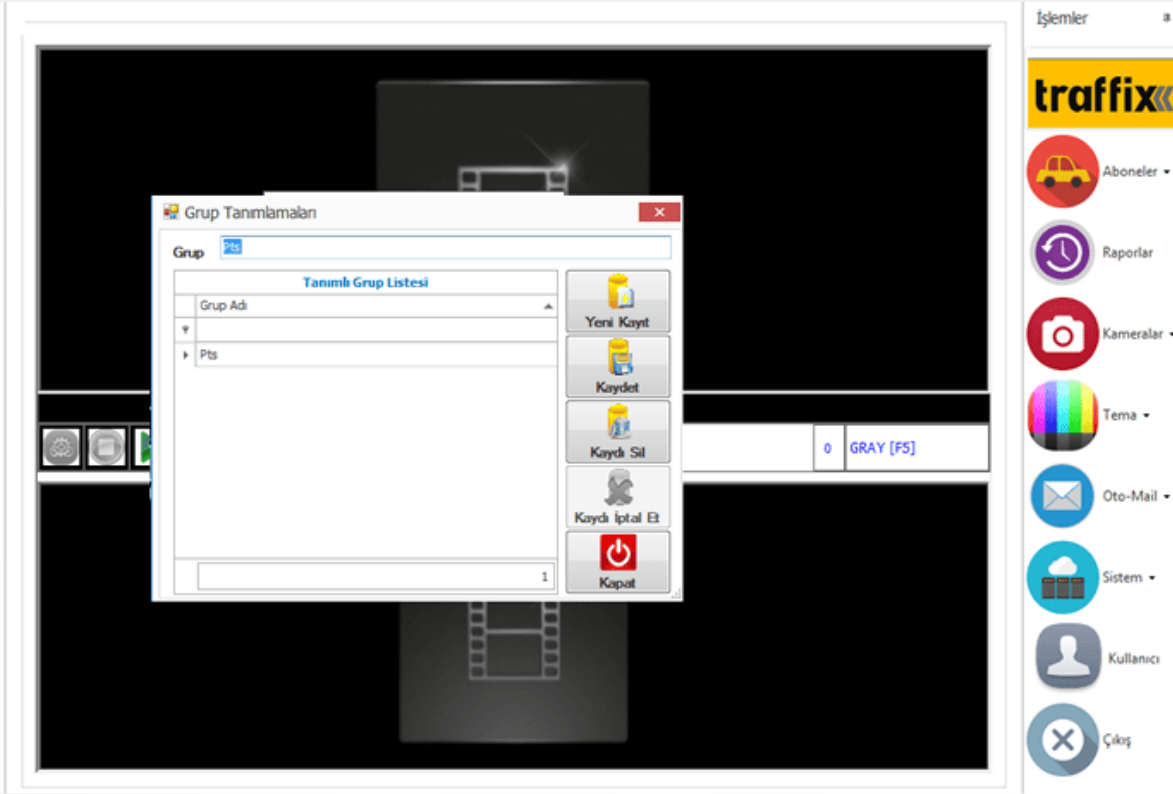 İşlemler
traffix
Aboneler
Raporlar
Kameralar
Tema
Oto-Mail
Sistem
Kullanıcı
Çıkış
Grup Tanımlamaları
Grup Pts
Tanımlı Grup Listesi
Grup Adı
Pts
1
Yeni Kayıt
Kaydet
Kaydı Sil
Kaydı İptal Et
Kapat
0 GRAY [F5]